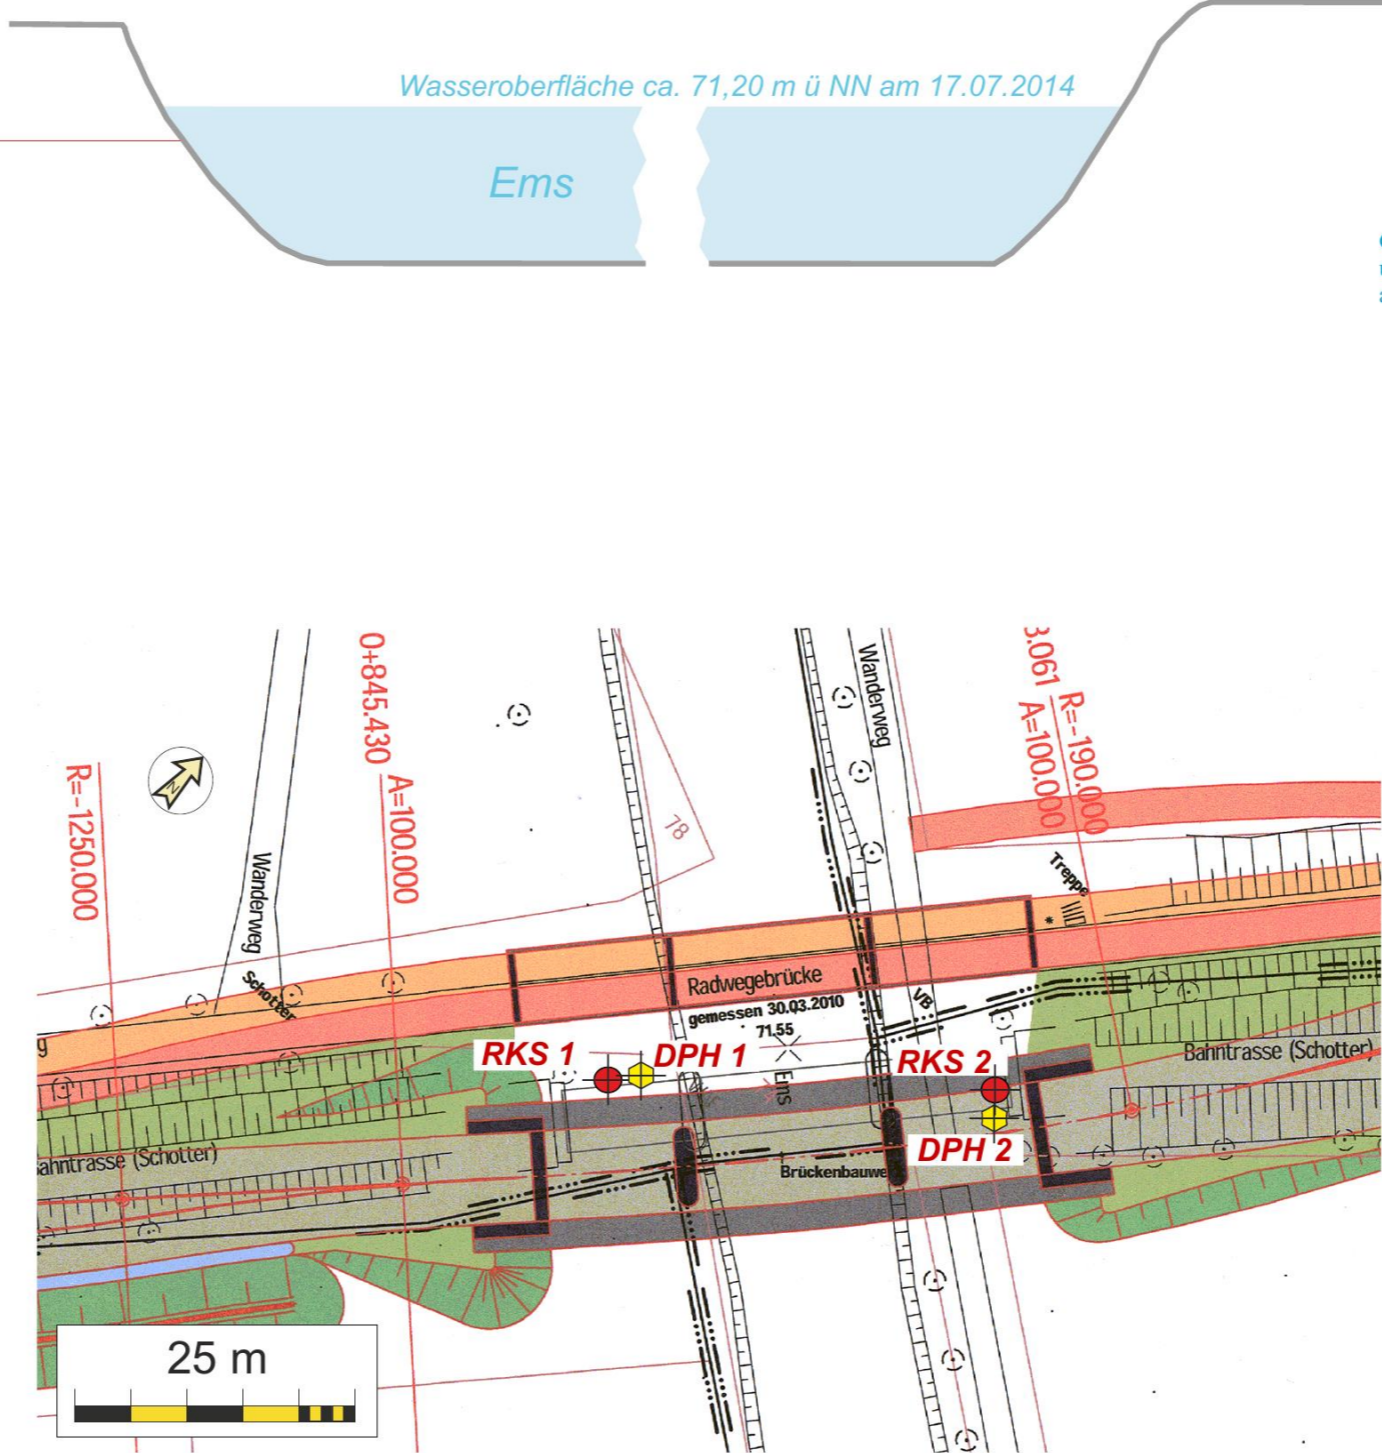 Wasseroberfläche ca. 71,20 m ü NN am 17.07.2014
Ems
R=-1250.000
0+845.430
A=100.000
Wanderweg
Schotter
N
78
Wanderweg
3.061
R=-190.000
A=100.000
Treppe
Radwegebrücke
gemessen 30.03.2010
71.55
VB
g
RKS 1
DPH 1
RKS 2
Ems
DPH 2
Bahntrasse (Schotter)
ahntrasse (Schotter)
Brückenbauwe
25 m